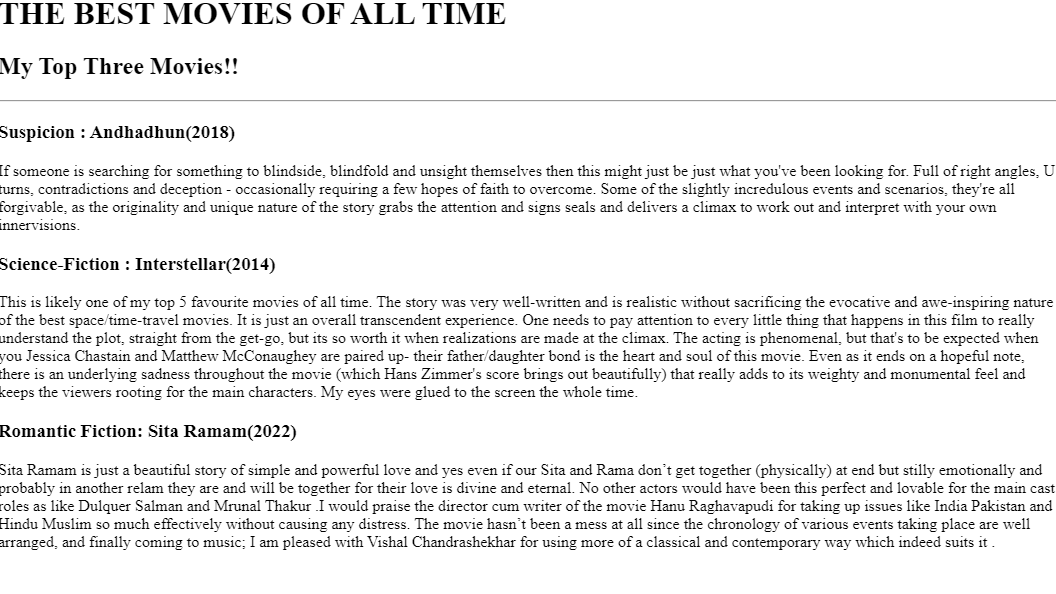 THE BEST MOVIES OF ALL TIME
My Top Three Movies!!
Suspicion : Andhadhun(2018)
If someone is searching for something to blindside, blindfold and unsight themselves then this might just be just what you've been looking for. Full of right angles, U
turns, contradictions and deception - occasionally requiring a few hopes of faith to overcome. Some of the slightly incredulous events and scenarios, they're all
forgivable, as the originality and unique nature of the story grabs the attention and signs seals and delivers a climax to work out and interpret with your own
innervisions.
Science-Fiction : Interstellar(2014)
This is likely one of my top 5 favourite movies of all time. The story was very well-written and is realistic without sacrificing the evocative and awe-inspiring nature
of the best space/time-travel movies. It is just an overall transcendent experience. One needs to pay attention to every little thing that happens in this film to really
understand the plot, straight from the get-go, but its so worth it when realizations are made at the climax. The acting is phenomenal, but that's to be expected when
you Jessica Chastain and Matthew McConaughey are paired up- their father/daughter bond is the heart and soul of this movie. Even as it ends on a hopeful note,
there is an underlying sadness throughout the movie (which Hans Zimmer's score brings out beautifully) that really adds to its weighty and monumental feel and
keeps the viewers rooting for the main characters. My eyes were glued to the screen the whole time.
Romantic Fiction: Sita Ramam(2022)
Sita Ramam is just a beautiful story of simple and powerful love and yes even if our Sita and Rama don’t get together (physically) at end but stilly emotionally and
probably in another relam they are and will be together for their love is divine and eternal. No other actors would have been this perfect and lovable for the main cast
roles as like Dulquer Salman and Mrunal Thakur .I would praise the director cum writer of the movie Hanu Raghavapudi for taking up issues like India Pakistan and
Hindu Muslim so much effectively without causing any distress. The movie hasn’t been a mess at all since the chronology of various events taking place are well
arranged, and finally coming to music; I am pleased with Vishal Chandrashekhar for using more of a classical and contemporary way which indeed suits it .